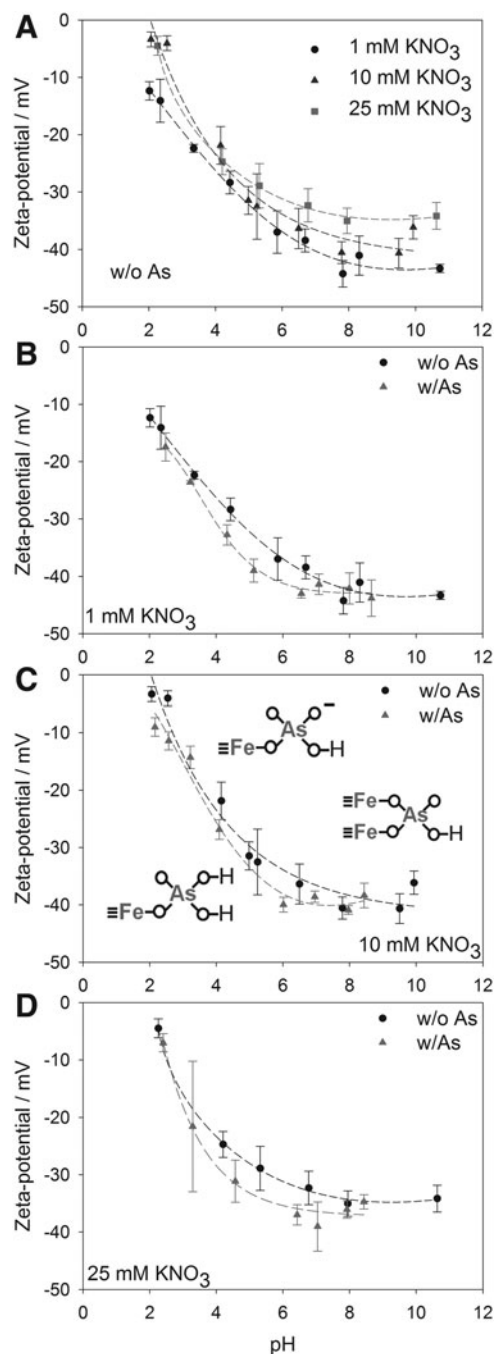 A
Zeta-potential / mV
0
-10
-20
-30
-40
-50
1 mM KNO3
10 mM KNO3
25 mM KNO3
w/o As
0 2 4 6 8 10 12
B
Zeta-potential / mV
0
-10
-20
-30
-40
-50
w/o As
w/As
1 mM KNO3
0 2 4 6 8 10 12
C
Zeta-potential / mV
0
-10
-20
-30
-40
-50
w/o As
w/As
O O−
As
≡Fe-O O-H
≡Fe-O O
As
≡Fe-O O-H
O O-H
As
≡Fe-O O-H
10 mM KNO3
0 2 4 6 8 10 12
D
Zeta-potential / mV
0
-10
-20
-30
-40
-50
w/o As
w/As
25 mM KNO3
0 2 4 6 8 10 12
pH